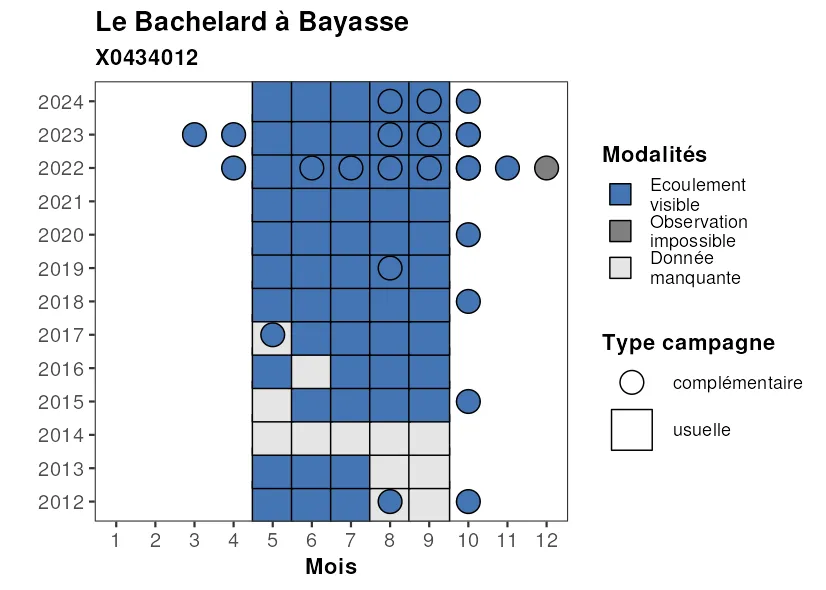 Le Bachelard à Bayasse
X0434012
2024
2023
2022
2021
2020
2019
2018
2017
2016
2015
2014
2013
2012
1 2 3 4 5 6 7 8 9 10 11 12
Mois
Modalités
Ecoulement
visible
Observation
impossible
Donnée
manquante
Type campagne
complémentaire
usuelle